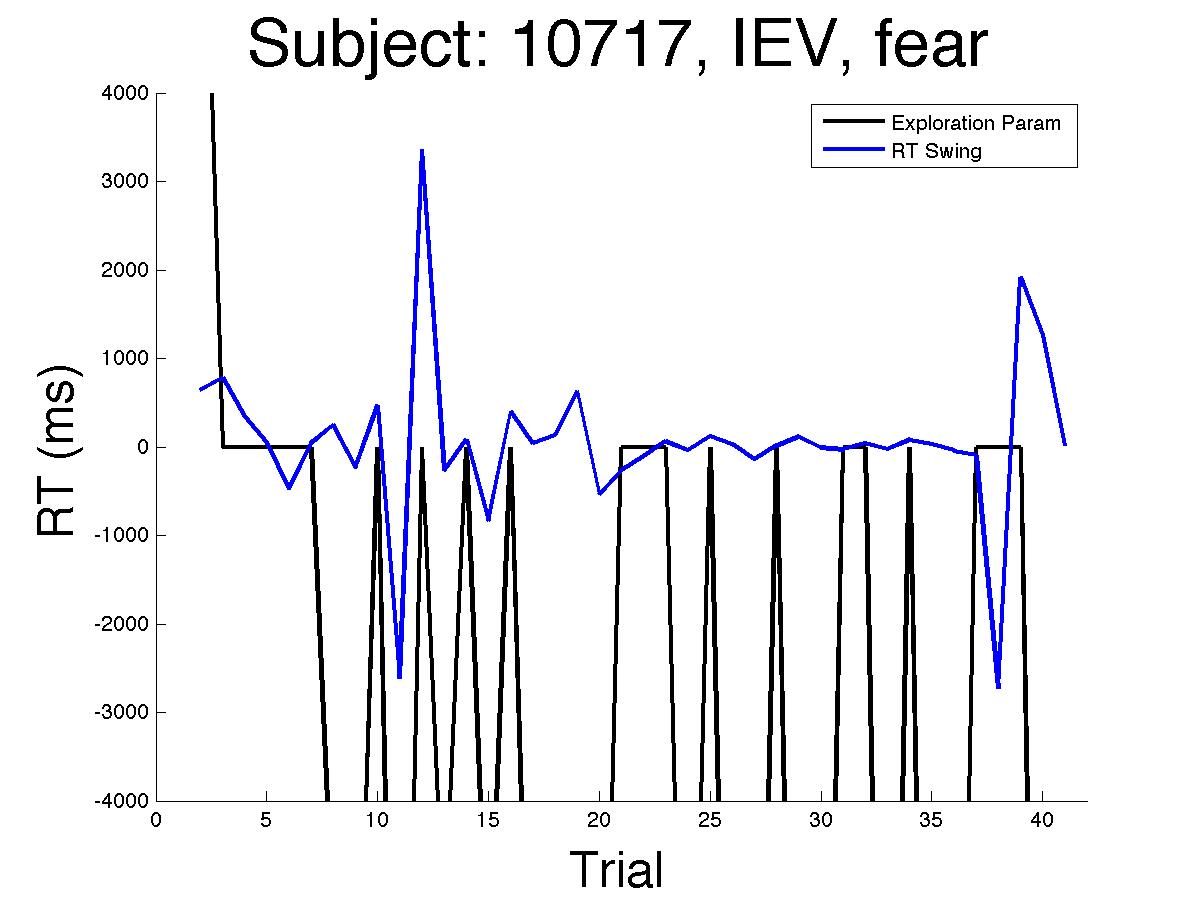 Subject: 10717, IEV, fear
Exploration Param
RT Swing
4000
3000
2000
1000
0
-1000
-2000
-3000
-4000
RT (ms)
0 5 10 15 20 25 30 35 40
Trial